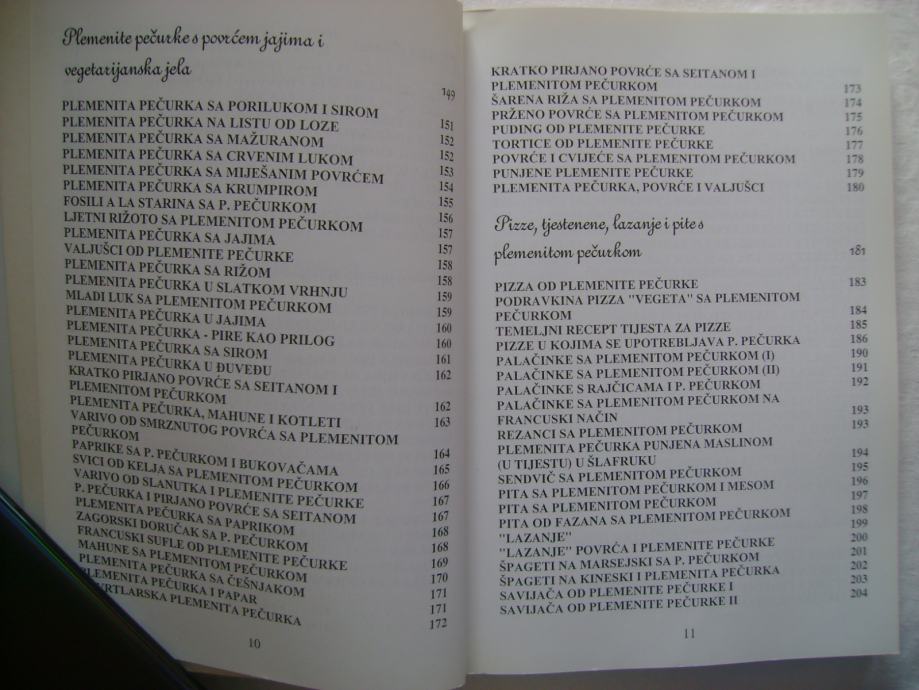 Plemenite pečurke s povrćem jajima i
vegetarijanska jela 149
PLEMENITA PEČURKA SA PORILUKOM I SIROM 151
PLEMENITA PEČURKA NA LISTU OD LOZE 152
PLEMENITA PEČURKA SA MAŽURANOM 152
PLEMENITA PEČURKA SA CRVENIM LUKOM 153
PLEMENITA PEČURKA SA MIJEŠANIM POVRĆEM 154
PLEMENITA PEČURKA SA KRUMPIROM 155
FOSILI A LA STARINA SA P. PEČURKOM 156
LJETNI RIŽOTO SA PLEMENITOM PEČURKOM 157
PLEMENITA PEČURKA SA JAJIMA 157
VALJUŠCI OD PLEMENITE PEČURKE 158
PLEMENITA PEČURKA SA RIŽOM 158
PLEMENITA PEČURKA U SLATKOM VRHNJU 159
MLADI LUK SA PLEMENITOM PEČURKOM 159
PLEMENITA PEČURKA U JAJIMA 160
PLEMENITA PEČURKA - PIRE KAO PRILOG 160
PLEMENITA PEČURKA SA SIROM 161
PLEMENITA PEČURKA U ĐUVEĐU 162
KRATKO PIRJANO POVRĆE SA SEITANOM I
PLEMENITOM PEČURKOM 162
PLEMENITA PEČURKA, MAHUNE I KOTLETI 163
VARIVO OD SMRZNUTOG POVRĆA SA PLEMENITOM
PEČURKOM 164
PAPRIKE SA P. PEČURKOM I BUKOVAČAMA 165
SVICI OD KELJA SA PLEMENITOM PEČURKOM 166
VARIVO OD SLANUTKA I PLEMENITE PEČURKE 167
P. PEČURKA I PIRJANO POVRĆE SA SEITANOM 167
PLEMENITA PEČURKA SA PAPRIKOM 168
ZAGORSKI DORUČAK SA P. PEČURKOM 168
FRANCUSKI SUFLE OD PLEMENITE PEČURKE 169
MAHUNE SA PLEMENITOM PEČURKOM 170
PLEMENITA PEČURKA SA ČEŠNJAKOM 171
PLEMENITA PEČURKA I PAPAR 171
VRTLARSKA PLEMENITA PEČURKA 172
10
KRATKO PIRJANO POVRĆE SA SEITANOM I
PLEMENITOM PEČURKOM 173
ŠARENA RIŽA SA PLEMENITOM PEČURKOM 174
PRŽENO POVRĆE SA PLEMENITOM PEČURKOM 175
PUDING OD PLEMENITE PEČURKE 176
TORTICE OD PLEMENITE PEČURKE 177
POVRĆE I CVIJEĆE SA PLEMENITOM PEČURKOM 178
PUNJENE PLEMENITE PEČURKE 179
PLEMENITA PEČURKA, POVRĆE I VALJUŠCI 180
Pizze, tjestenene, lazanje i pite s
plemenitom pečurkom 181
PIZZA OD PLEMENITE PEČURKE 183
PODRAVKINA PIZZA "VEGETA" SA PLEMENITOM
PEČURKOM 184
TEMELJNI RECEPT TIJESTA ZA PIZZE 185
PIZZE U KOJIMA SE UPOTREBLJAVA P. PEČURKA 186
PALAČINKE SA PLEMENITOM PEČURKOM (I) 190
PALAČINKE SA PLEMENITOM PEČURKOM (II) 191
PALAČINKE S RAJČICAMA I P. PEČURKOM 192
PALAČINKE SA PLEMENITOM PEČURKOM NA
FRANCUSKI NAČIN 193
REZANCI SA PLEMENITOM PEČURKOM 193
PLEMENITA PEČURKA PUNJENA MASLINOM
(U TIJESTU) U ŠLAFRUKU 194
SENDVIČ SA PLEMENITOM PEČURKOM 195
PITA SA PLEMENITOM PEČURKOM I MESOM 196
PITA SA PLEMENITOM PEČURKOM 197
PITA OD FAZANA SA PLEMENITOM PEČURKOM 198
"LAZANJE" 199
"LAZANJE" POVRĆA I PLEMENITE PEČURKE 200
ŠPAGETI NA MARSEJSKI SA P. PEČURKOM 201
ŠPAGETI NA KINESKI I PLEMENITA PEČURKA 202
SAVIJAČA OD PLEMENITE PEČURKE I 203
SAVIJAČA OD PLEMENITE PEČURKE II 204
11